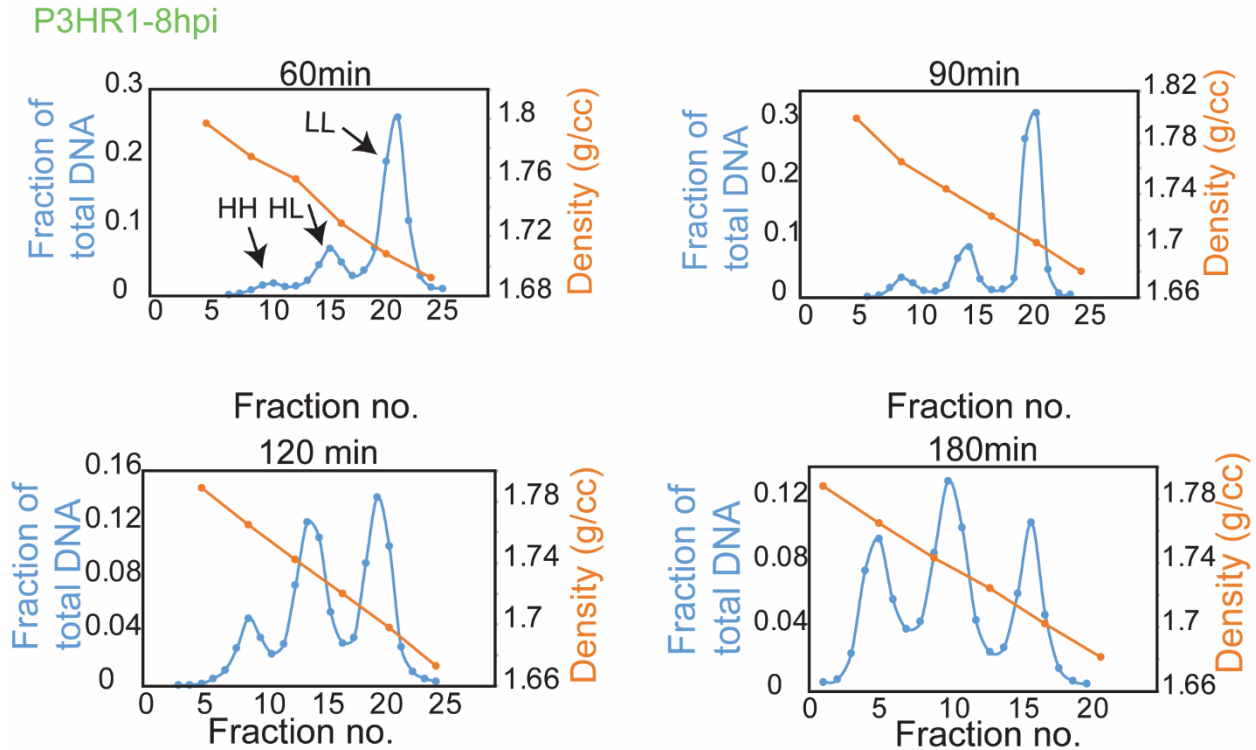 P3HR1-8hpi
60min
Fraction of
total DNA
0.3
0.2
0.1
0
LL
HH HL
1.8
1.76
1.72
1.68
Density (g/cc)
0 5 10 15 20 25
Fraction no.
90min
Fraction of
total DNA
0.3
0.2
0.1
0
1.82
1.78
1.74
1.7
1.66
Density (g/cc)
0 5 10 15 20 25
Fraction no.
120 min
Fraction of
total DNA
0.16
0.12
0.08
0.04
0
1.78
1.74
1.7
1.66
Density (g/cc)
0 5 10 15 20 25
Fraction no.
180min
Fraction of
total DNA
0.12
0.08
0.04
0
1.78
1.74
1.7
1.66
Density (g/cc)
0 5 10 15 20
Fraction no.